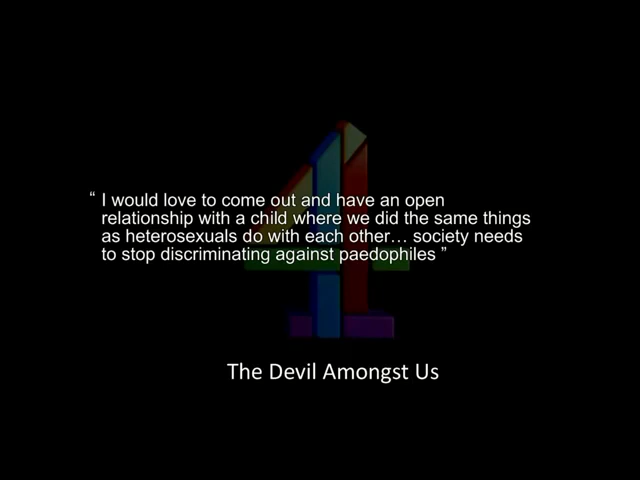 “ I would love to come out and have an open
relationship with a child where we did the same things
as heterosexuals do with each other… society needs
to stop discriminating against paedophiles ”
The Devil Amongst Us